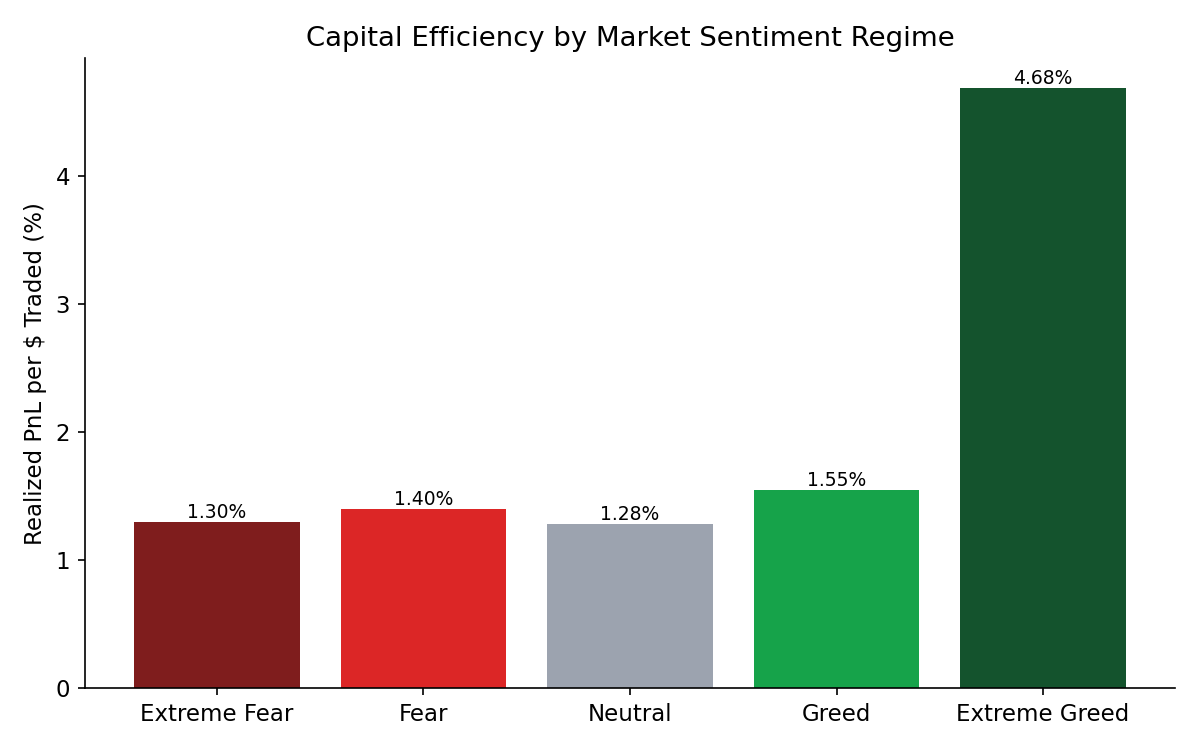 Capital Efficiency by Market Sentiment Regime
Realized PnL per $ Traded (%)
4
3
2
1
0
1.30%
1.40%
1.28%
1.55%
4.68%
Extreme Fear
Fear
Neutral
Greed
Extreme Greed